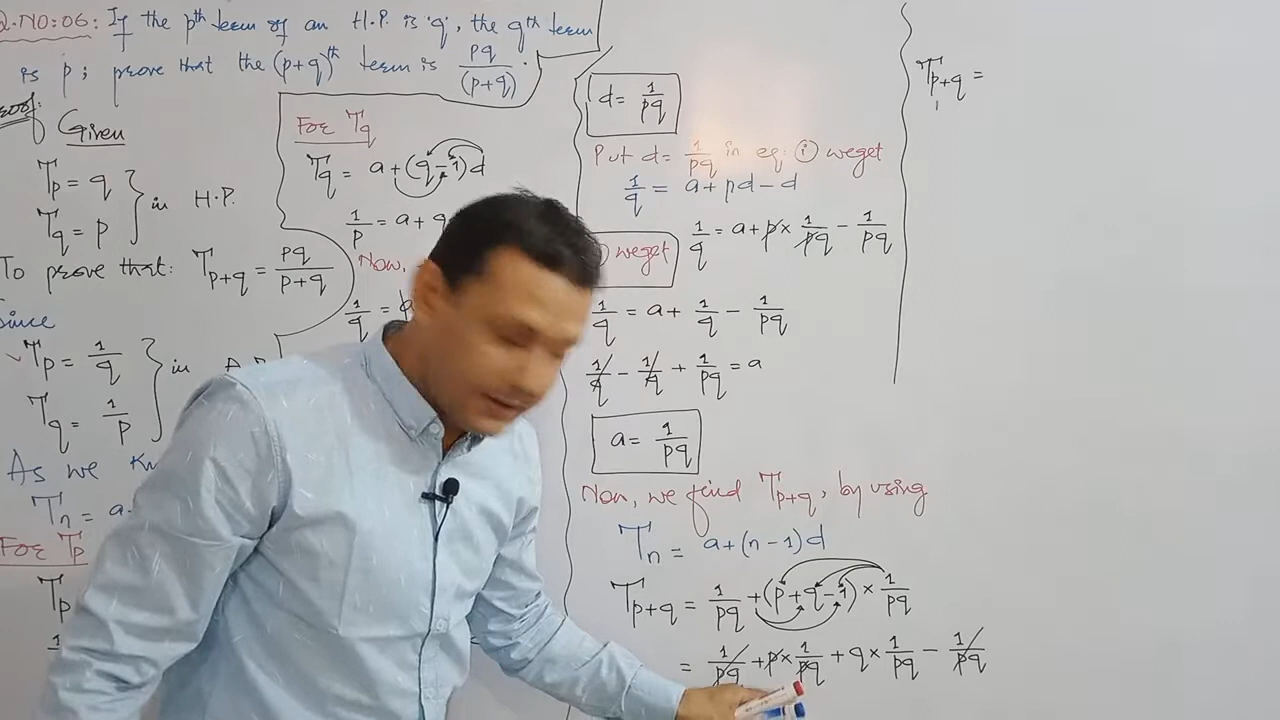 Q.NO:06: If the pth term of an H.P. is 'q', the qth term
is p; prove that the (p+q)th term is pq/(p+q).
Proof:
Given
Tp = q
Tq = p
} in H.P.
To prove that: Tp+q = pq/p+q
Since
Tp = 1/q
Tq = 1/p
} in
As we
Tn = a
For Tp
Tp
For Tq
Tq = a+(q-1)d
1/p = a+
Now,
1/q =
d = 1/pq
Put d = 1/pq in eq: (i) we get
1/q = a+pd-d
we get
1/q = a + p × 1/pq - 1/pq
1/q = a + 1/q - 1/pq
1/q - 1/q + 1/pq = a
a = 1/pq
Now, we find Tp+q, by using
Tn = a+(n-1)d
Tp+q = 1/pq + (p+q-1) × 1/pq
= 1/pq + p × 1/pq + q × 1/pq - 1/pq
Tp+q =